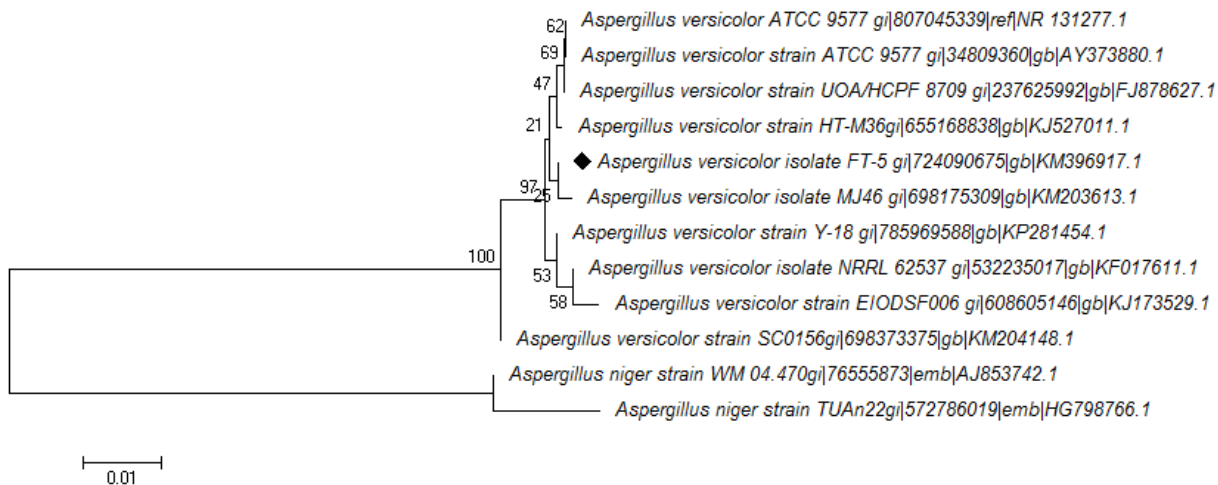 62
Aspergillus versicolor ATCC 9577 gi|807045339|ref|NR 131277.1
69
Aspergillus versicolor strain ATCC 9577 gi|34809360|gb|AY373880.1
47
Aspergillus versicolor strain UOA/HCPF 8709 gi|237625992|gb|FJ878627.1
21
Aspergillus versicolor strain HT-M36gi|655168838|gb|KJ527011.1
Aspergillus versicolor isolate FT-5 gi|724090675|gb|KM396917.1
97
25
Aspergillus versicolor isolate MJ46 gi|698175309|gb|KM203613.1
Aspergillus versicolor strain Y-18 gi|785969588|gb|KP281454.1
100
53
Aspergillus versicolor isolate NRRL 62537 gi|532235017|gb|KF017611.1
58
Aspergillus versicolor strain EIODSF006 gi|608605146|gb|KJ173529.1
Aspergillus versicolor strain SC0156gi|698373375|gb|KM204148.1
Aspergillus niger strain WM 04.470gi|76555873|emb|AJ853742.1
Aspergillus niger strain TUAn22gi|572786019|emb|HG798766.1
0.01